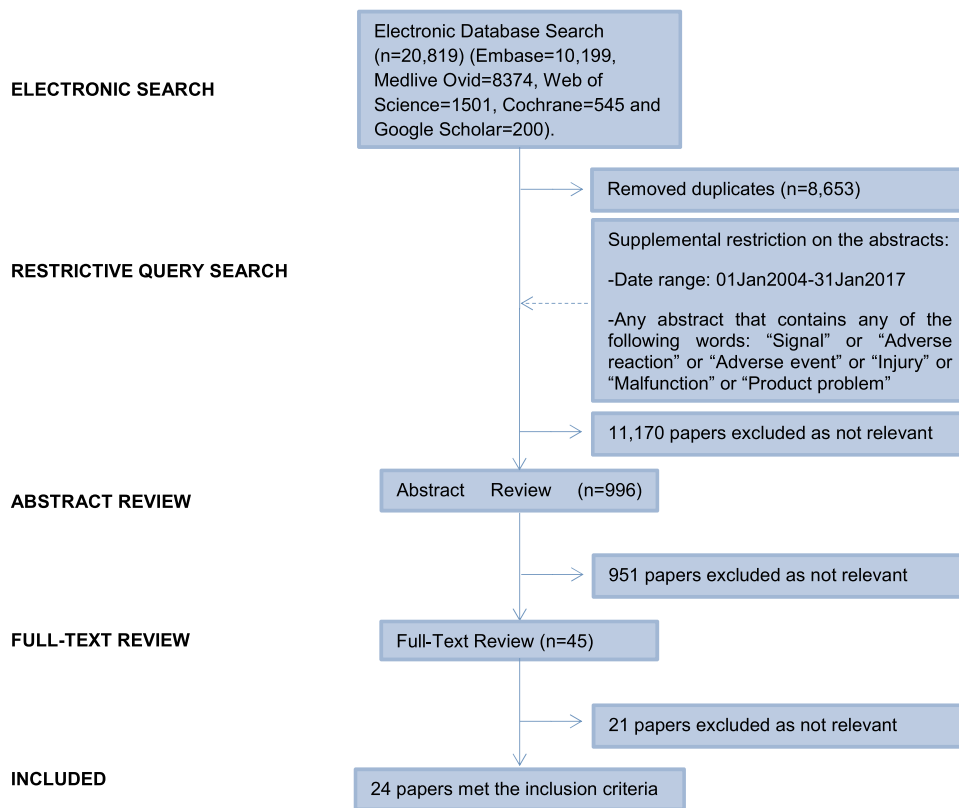 Electronic Database Search
(n=20,819) (Embase=10,199,
Medlive Ovid=8374, Web of
Science=1501, Cochrane=545 and
Google Scholar=200).
ELECTRONIC SEARCH
Removed duplicates (n=8,653)
RESTRICTIVE QUERY SEARCH
Supplemental restriction on the abstracts:
-Date range: 01Jan2004-31Jan2017
-Any abstract that contains any of the
following words: “Signal” or “Adverse
reaction” or “Adverse event” or “Injury” or
“Malfunction” or “Product problem”
11,170 papers excluded as not relevant
ABSTRACT REVIEW
Abstract Review (n=996)
951 papers excluded as not relevant
FULL-TEXT REVIEW
Full-Text Review (n=45)
21 papers excluded as not relevant
INCLUDED
24 papers met the inclusion criteria